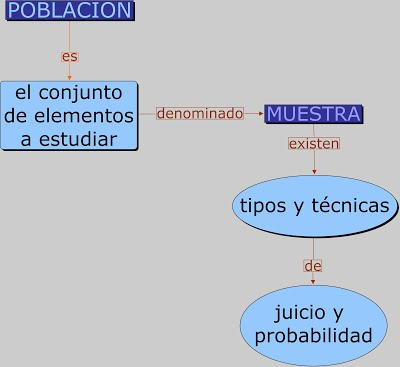 POBLACION
es
el conjunto
de elementos
a estudiar
denominado
MUESTRA
existen
tipos y técnicas
de
juicio y
probabilidad